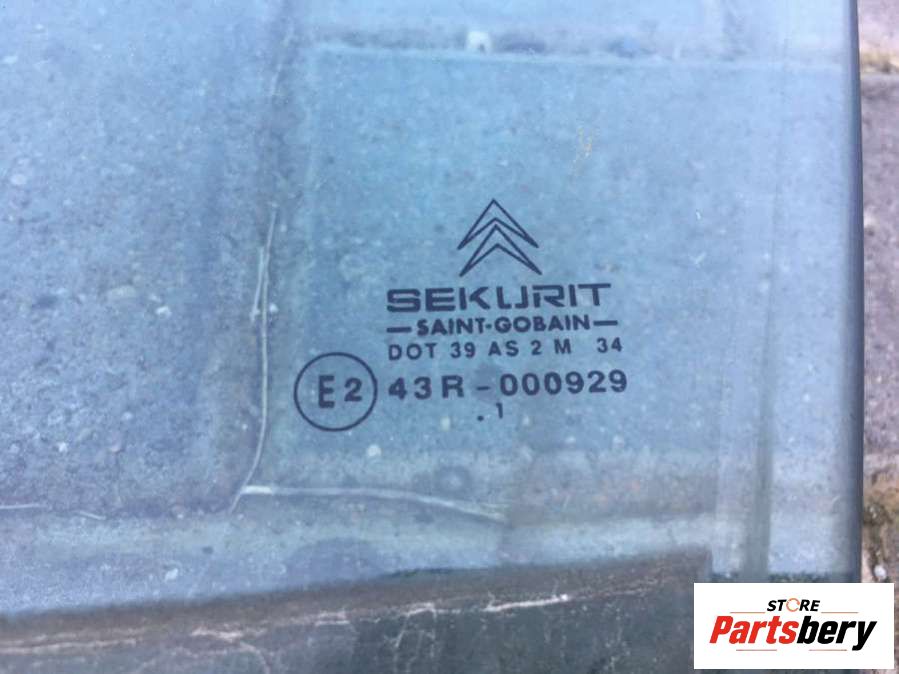 SEKURIT
SAINT-GOBAIN
DOT 39 AS 2 M 34
E2 43R-000929
.1
STORE
Partsbery